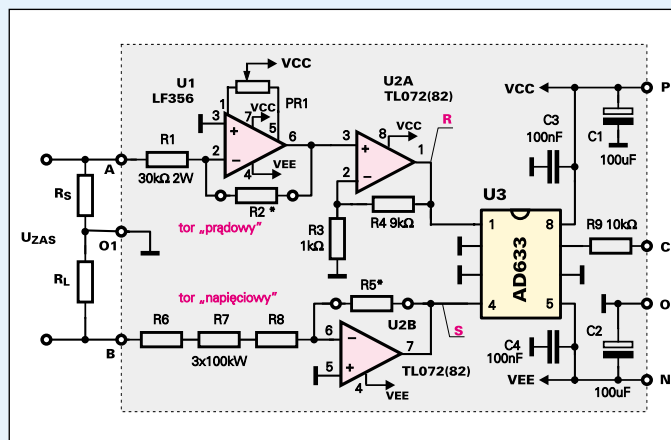 VCC
U1
LF356
PR1
U2A
TL072(82)
VCC
P
1
VCC
7
3
5
+
6
2
−
4
VEE
R1
30kΩ 2W
R2 *
A
RS
UZAS
O1
RL
B
tor „prądowy”
3
8
VCC
+
1
2
−
R
R3
1kΩ
R4 9kΩ
C3
100nF
C1
100uF
U3
1
8
AD633
4
5
R9 10kΩ
C
O
tor „napięciowy”
R6
R7
R8
3x100kW
R5*
U2B
6
−
7
5
+
4
VEE
TL072(82)
S
C4
100nF
C2
100uF
VEE
N